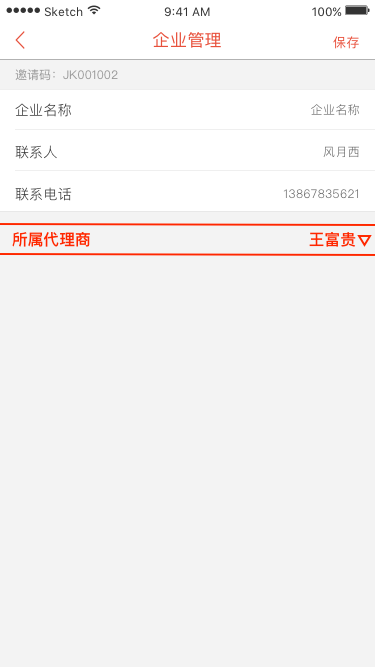 Sketch 9:41 AM 100%
企业管理 保存
邀请码：JK001002
企业名称 企业名称
联系人 风月西
联系电话 13867835621
所属代理商 王富贵